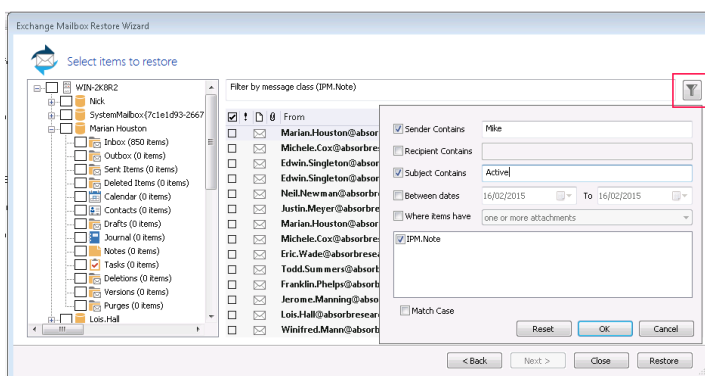 Exchange Mailbox Restore Wizard
Select items to restore
WIN-2K8R2
Nick
SystemMailbox{7c1e1d93-2667
Marian Houston
Inbox (850 items)
Outbox (0 items)
Sent Items (0 items)
Deleted Items (0 items)
Calendar (0 items)
Contacts (0 items)
Drafts (0 items)
Journal (0 items)
Notes (0 items)
Tasks (0 items)
Deletions (0 items)
Versions (0 items)
Purges (0 items)
Lois.Hall
Filter by message class (IPM.Note)
From
Marian.Houston@absor
Michele.Cox@absorbre
Edwin.Singleton@absor
Edwin.Singleton@absor
Neil.Newman@absorbr
Justin.Meyer@absorbre
Marian.Houston@absor
Michele.Cox@absorbre
Eric.Wade@absorbrese
Todd.Summers@absorb
Franklin.Phelps@absorb
Jerome.Manning@abso
Lois.Hall@absorbresear
Winifred.Mann@absorb
Sender Contains Mike
Recipient Contains
Subject Contains Active
Between dates 16/02/2015 To 16/02/2015
Where items have one or more attachments
IPM.Note
Match Case
Reset OK Cancel
< Back Next > Close Restore